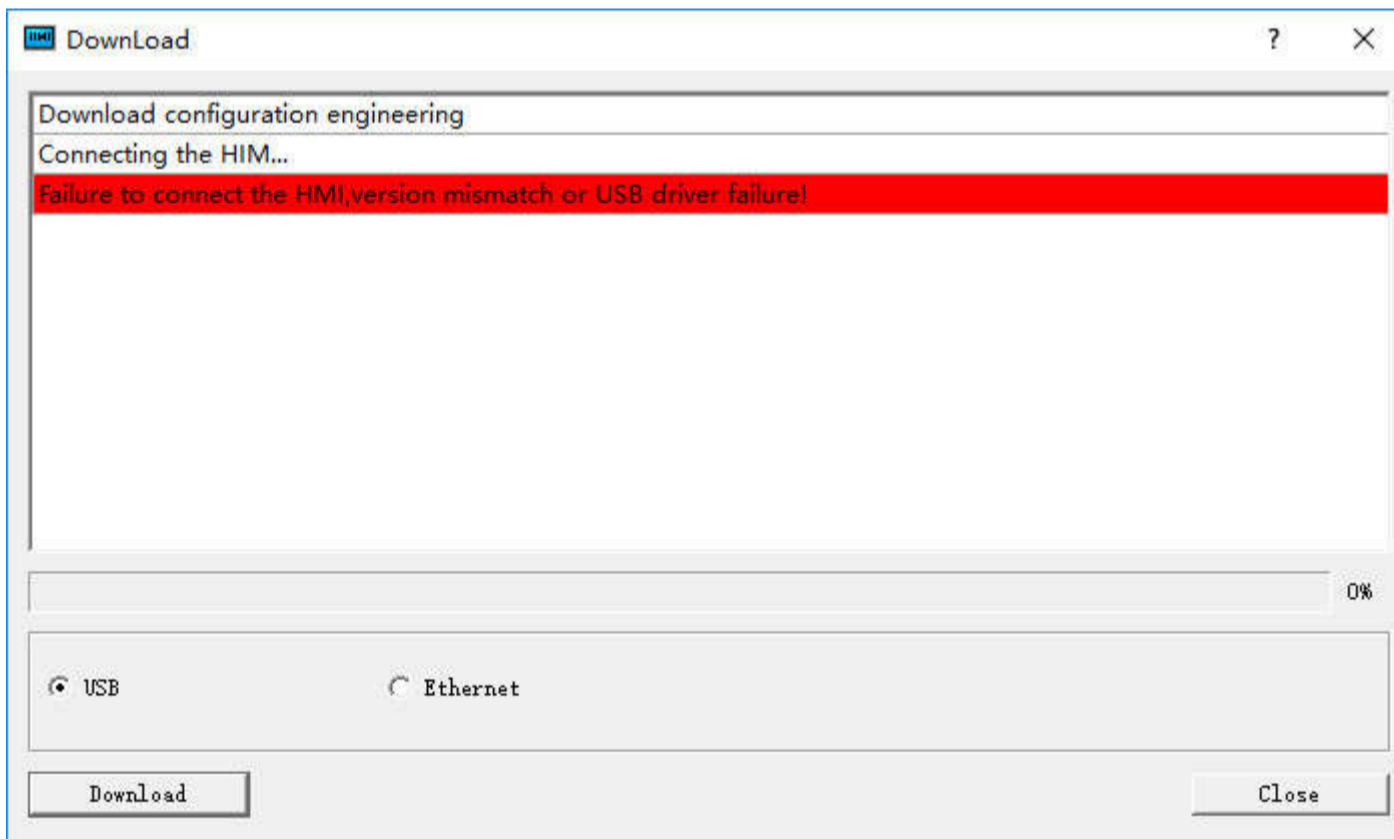 DownLoad
?
Download configuration engineering
Connecting the HIM...
Failure to connect the HMI,version mismatch or USB driver failure!
0%
USB Ethernet
Download Close